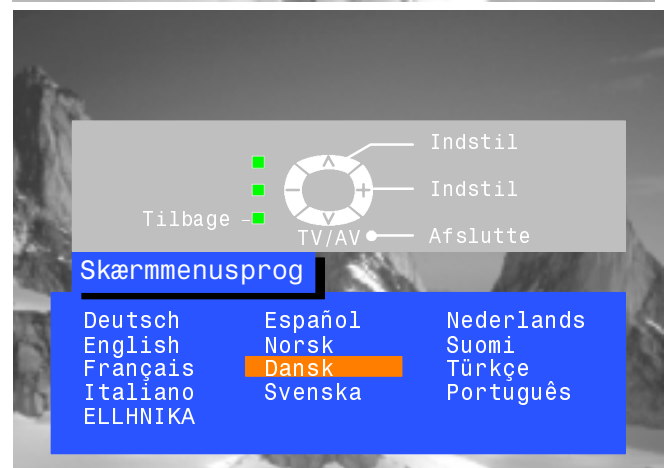 Indstil
Indstil
Tilbage
TV/AV Afslutte
Skærmmenusprog
Deutsch Español Nederlands
English Norsk Suomi
Français Dansk Türkçe
Italiano Svenska Português
ELLHNIKA